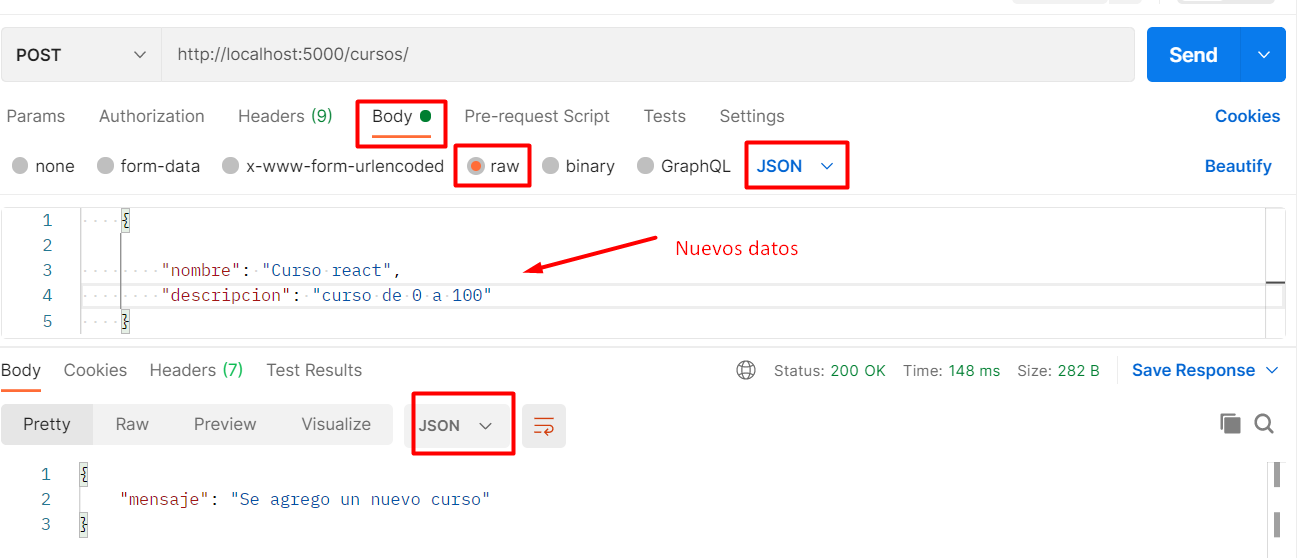 POST http://localhost:5000/cursos/ Send
Params Authorization Headers (9) Body Pre-request Script Tests Settings Cookies
none form-data x-www-form-urlencoded raw binary GraphQL JSON Beautify
1 {
2
Nuevos datos
3 "nombre": "Curso react",
4 "descripcion": "curso de 0 a 100"
5 }
Body Cookies Headers (7) Test Results Status: 200 OK Time: 148 ms Size: 282 B Save Response
Pretty Raw Preview Visualize JSON
1 {
2 "mensaje": "Se agrego un nuevo curso"
3 }